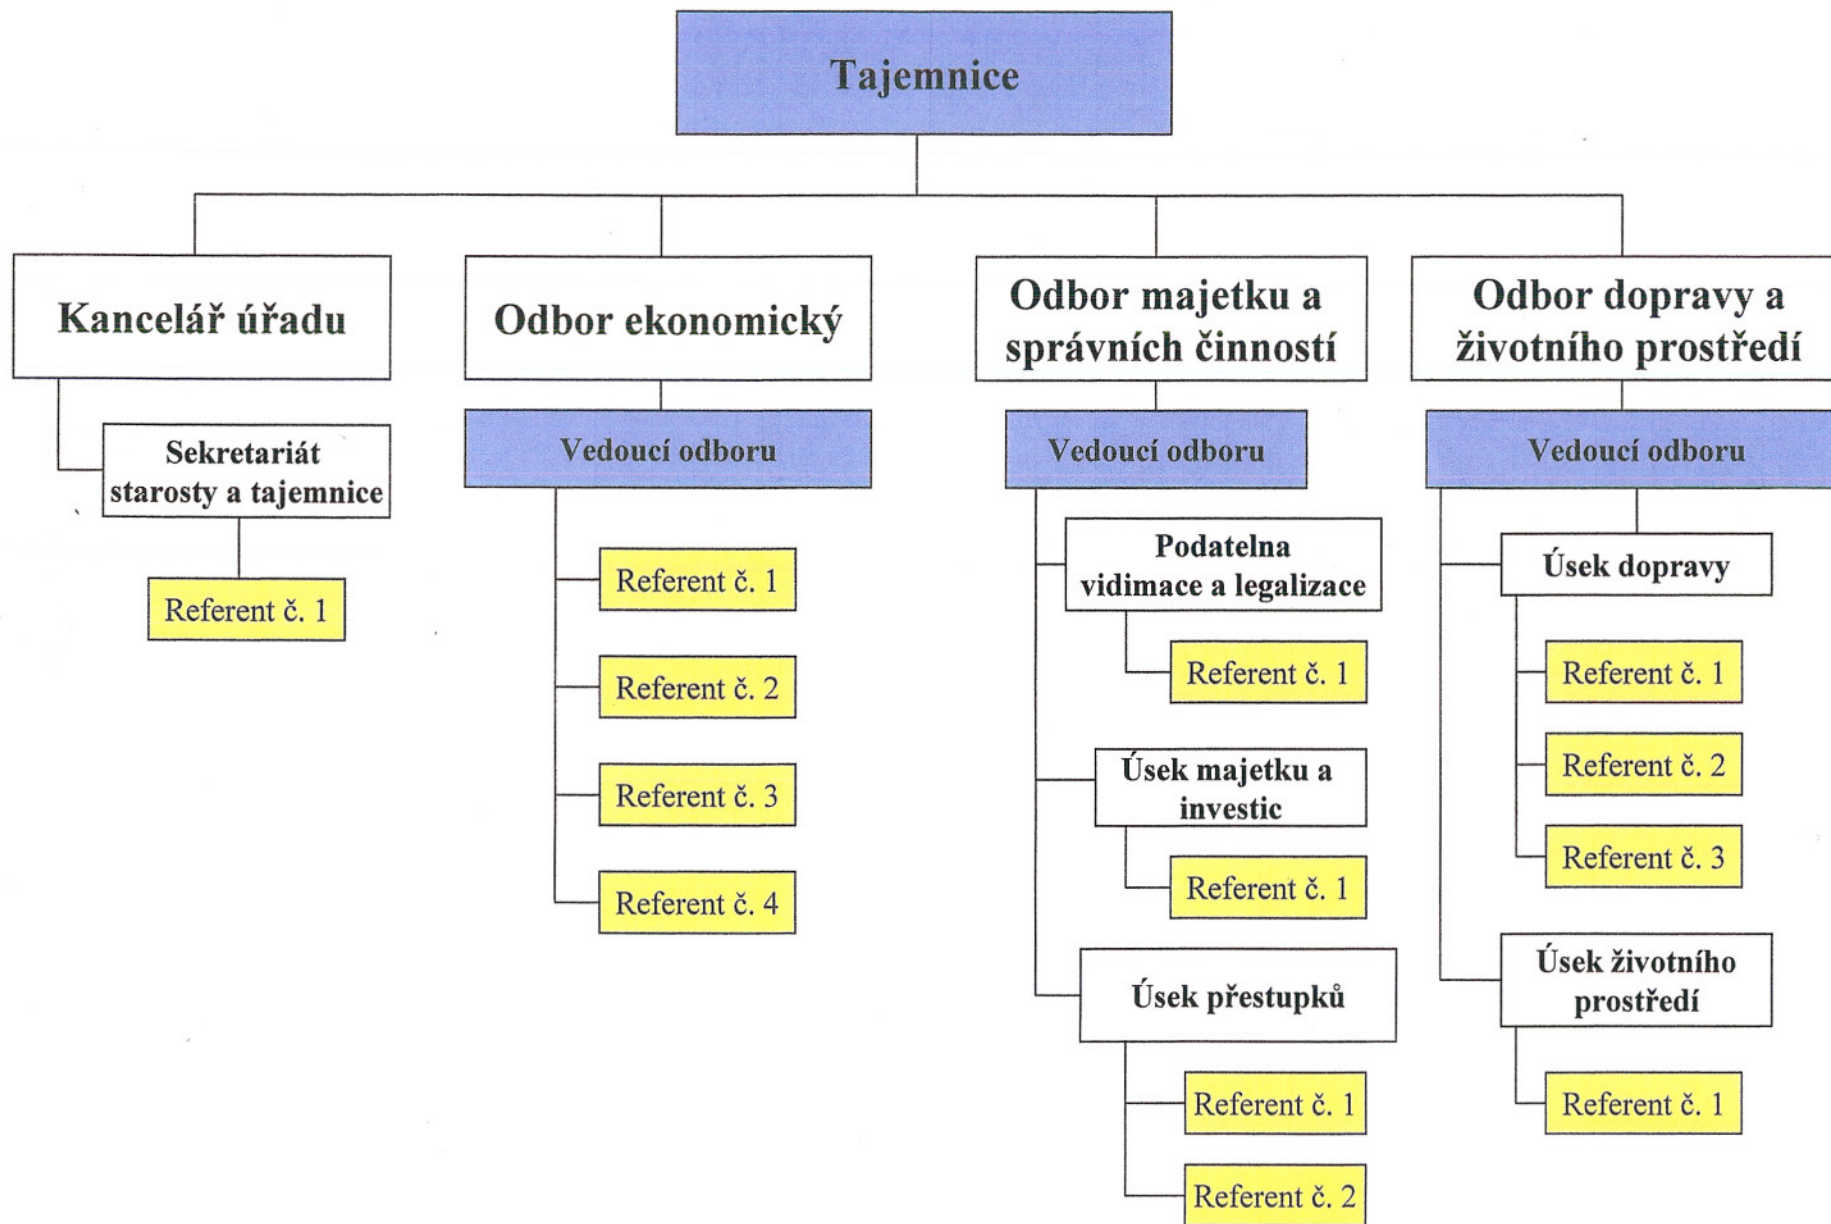 Tajemnice
Kancelář úřadu
Sekretariát
starosty a tajemnice
Referent č. 1
Odbor ekonomický
Vedoucí odboru
Referent č. 1
Referent č. 2
Referent č. 3
Referent č. 4
Odbor majetku a
správních činností
Vedoucí odboru
Podatelna
vidimace a legalizace
Referent č. 1
Úsek majetku a
investic
Referent č. 1
Úsek přestupků
Referent č. 1
Referent č. 2
Odbor dopravy a
životního prostředí
Vedoucí odboru
Úsek dopravy
Referent č. 1
Referent č. 2
Referent č. 3
Úsek životního
prostředí
Referent č. 1